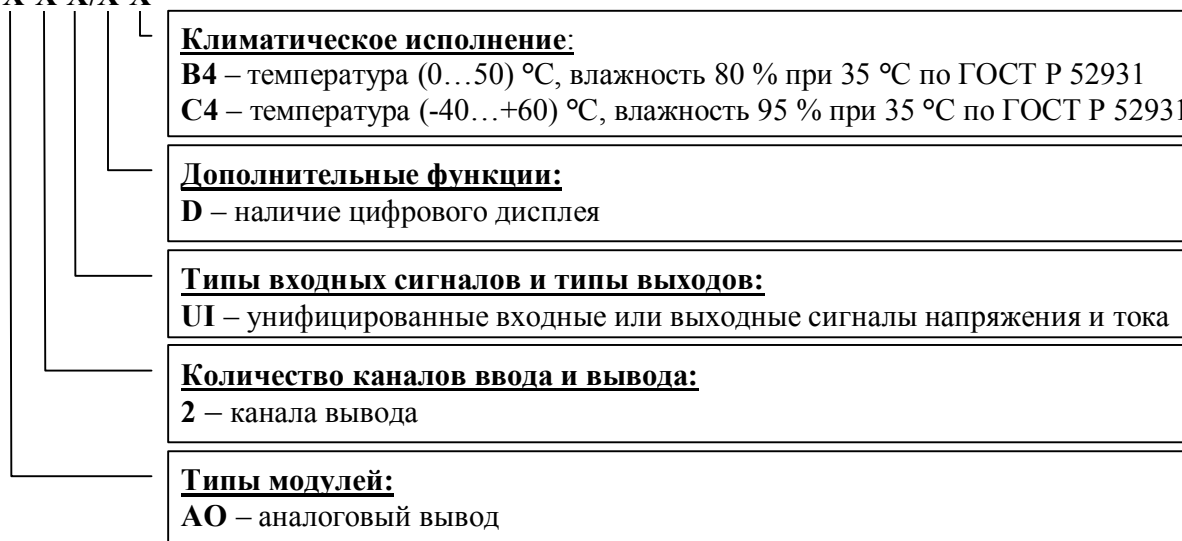 X X X/X X
Климатическое исполнение:
B4 – температура (0…50) °С, влажность 80 % при 35 °С по ГОСТ Р 52931
C4 – температура (-40…+60) °С, влажность 95 % при 35 °С по ГОСТ Р 52931
Дополнительные функции:
D – наличие цифрового дисплея
Типы входных сигналов и типы выходов:
UI – унифицированные входные или выходные сигналы напряжения и тока
Количество каналов ввода и вывода:
2 – канала вывода
Типы модулей:
AO – аналоговый вывод